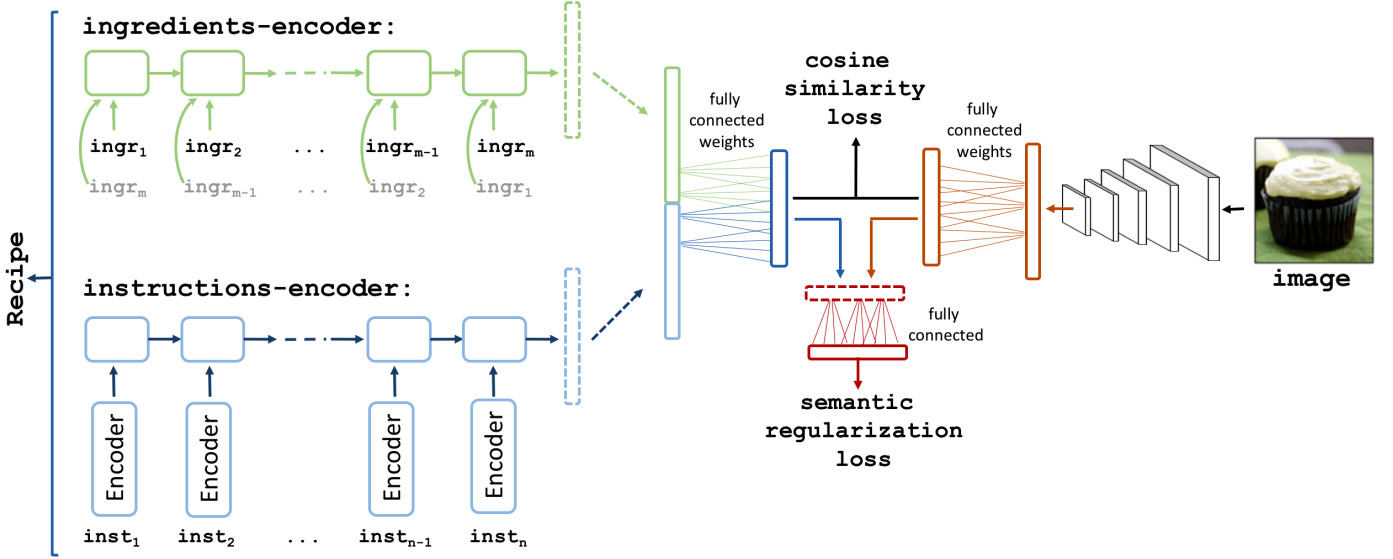 Recipe
ingredients-encoder:
ingr₁ ingr₂ ... ingrₘ₋₁ ingrₘ
ingrₘ ingrₘ₋₁ ... ingr₂ ingr₁
instructions-encoder:
Encoder Encoder Encoder Encoder
inst₁ inst₂ ... instₙ₋₁ instₙ
fully
connected
weights
cosine
similarity
loss
fully
connected
weights
image
fully
connected
semantic
regularization
loss